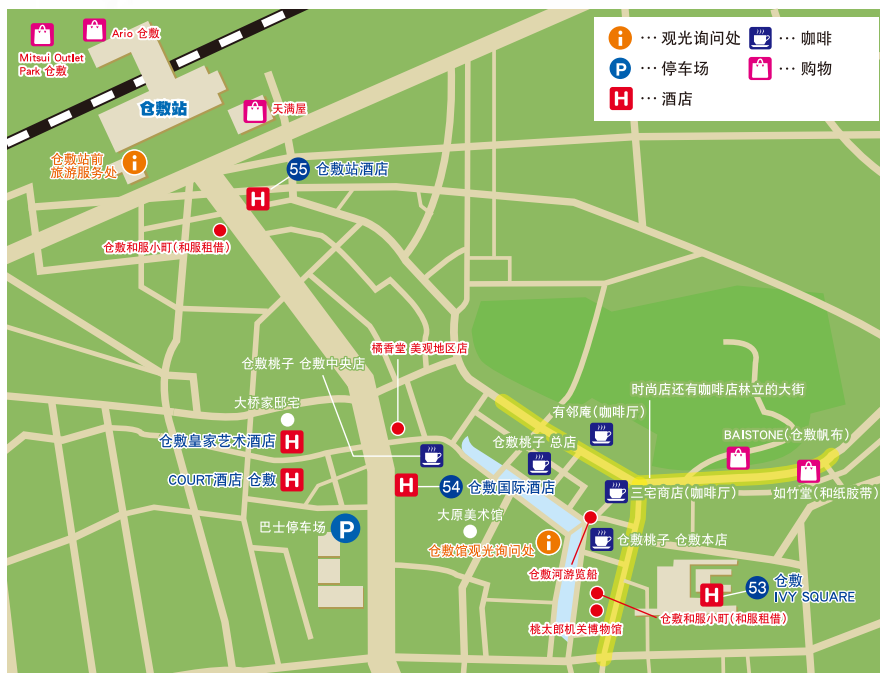 Ario 仓敷
Mitsui Outlet
Park 仓敷
仓敷站
天满屋
i … 观光询问处
… 咖啡
P … 停车场
… 购物
H … 酒店
仓敷站前
旅游服务处
i
55 仓敷站酒店
H
仓敷和服小町(和服租借)
橘香堂 美观地区店
仓敷桃子 仓敷中央店
时尚店还有咖啡店林立的大街
大桥家邸宅
有邻庵(咖啡厅)
仓敷皇家艺术酒店 H
仓敷桃子 总店
BAISTONE(仓敷帆布)
COURT酒店 仓敷 H
H 54 仓敷国际酒店
三宅商店(咖啡厅)
如竹堂(和纸胶带)
巴士停车场 P
大原美术馆
仓敷馆观光询问处 i
仓敷桃子 仓敷本店
仓敷河游览船
H 53 仓敷
IVY SQUARE
仓敷和服小町(和服租借)
桃太郎机关博物馆